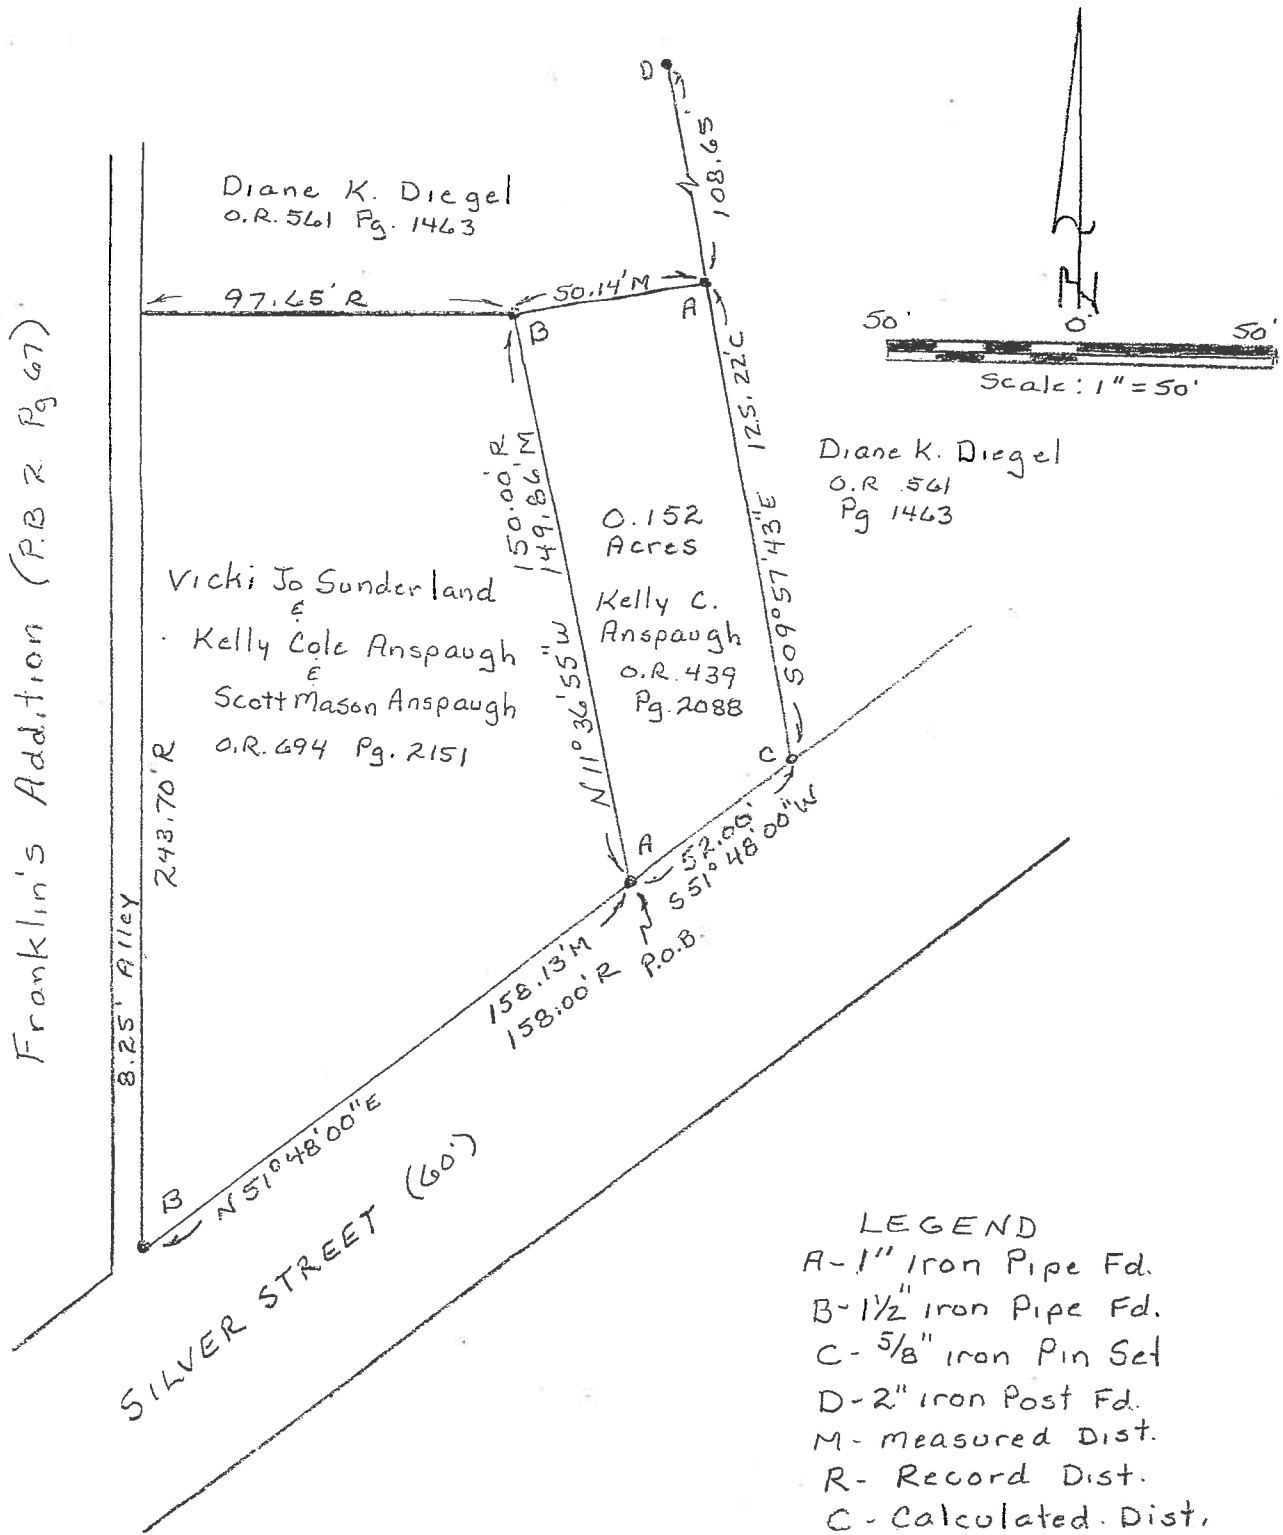 D
108.65'
Diane K. Diegel
O.R. 561 Pg. 1463
97.65' R
50.14' M
B
A
N
50'
0'
50'
Scale: 1" = 50'
125.22' C
S09°57'43"E
Diane K. Diegel
O.R. 561
Pg 1463
150.00' R
149.86' M
N11°36'55"W
0.152
Acres
Kelly C.
Anspaugh
O.R. 439
Pg. 2088
Vicki Jo Sunderland
&
Kelly Cole Anspaugh
&
Scott Mason Anspaugh
O.R. 694 Pg. 2151
Franklin's Addition (P.B 2 Pg 67)
243.70' R
8.25' Alley
C
A
52.00'
S51°48'00"W
P.O.B.
158.13' M
158.00' R
N51°48'00"E
B
SILVER STREET (60')
LEGEND
A- 1" Iron Pipe Fd.
B- 1½" iron Pipe Fd.
C- 5/8" iron Pin Set
D- 2" iron Post Fd.
M- measured Dist.
R- Record Dist.
C- Calculated. Dist.